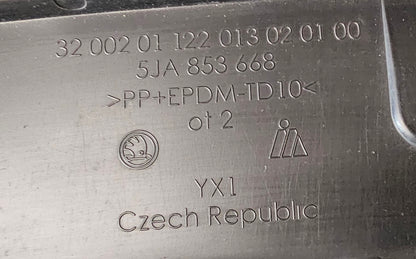 32 002 01 122 013 02 01 00
5JA 853 668
>PP+EPDM-TD10<
ot 2
YX1
Czech Republic